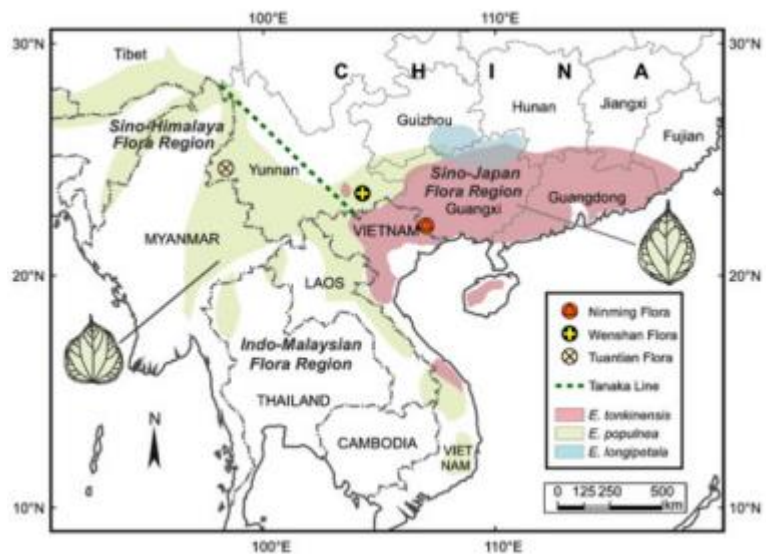 100°E 110°E
30°N 30°N
Tibet
C H I N A
Hunan Jiangxi
Guizhou
Fujian
Sino-Himalaya
Flora Region
Yunnan
Sino-Japan
Flora Region
Guangxi
Guangdong
VIETNAM
MYANMAR
20°N 20°N
LAOS
Indo-Malaysian
Flora Region
THAILAND
CAMBODIA
VIET
NAM
N
Ninming Flora
Wenshan Flora
Tuantian Flora
Tanaka Line
E. tonkinensis
E. populnea
E. longipetala
0 125 250 500
km
10°N 10°N
100°E 110°E